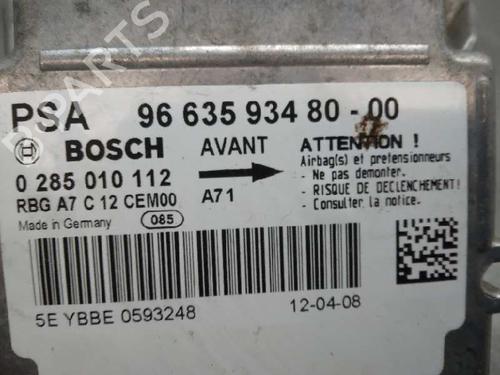 PSA 96 635 934 80-00
BOSCH AVANT
0 285 010 112
RBG A7 C 12 CEM00 A71
Made in Germany 085
ATTENTION !
Airbag(s) et pretensionneurs
- Ne pas demonter.
- RISQUE DE DECLENCHEMENT!
- Consulter la notice.
5E YBBE 0593248 12-04-08